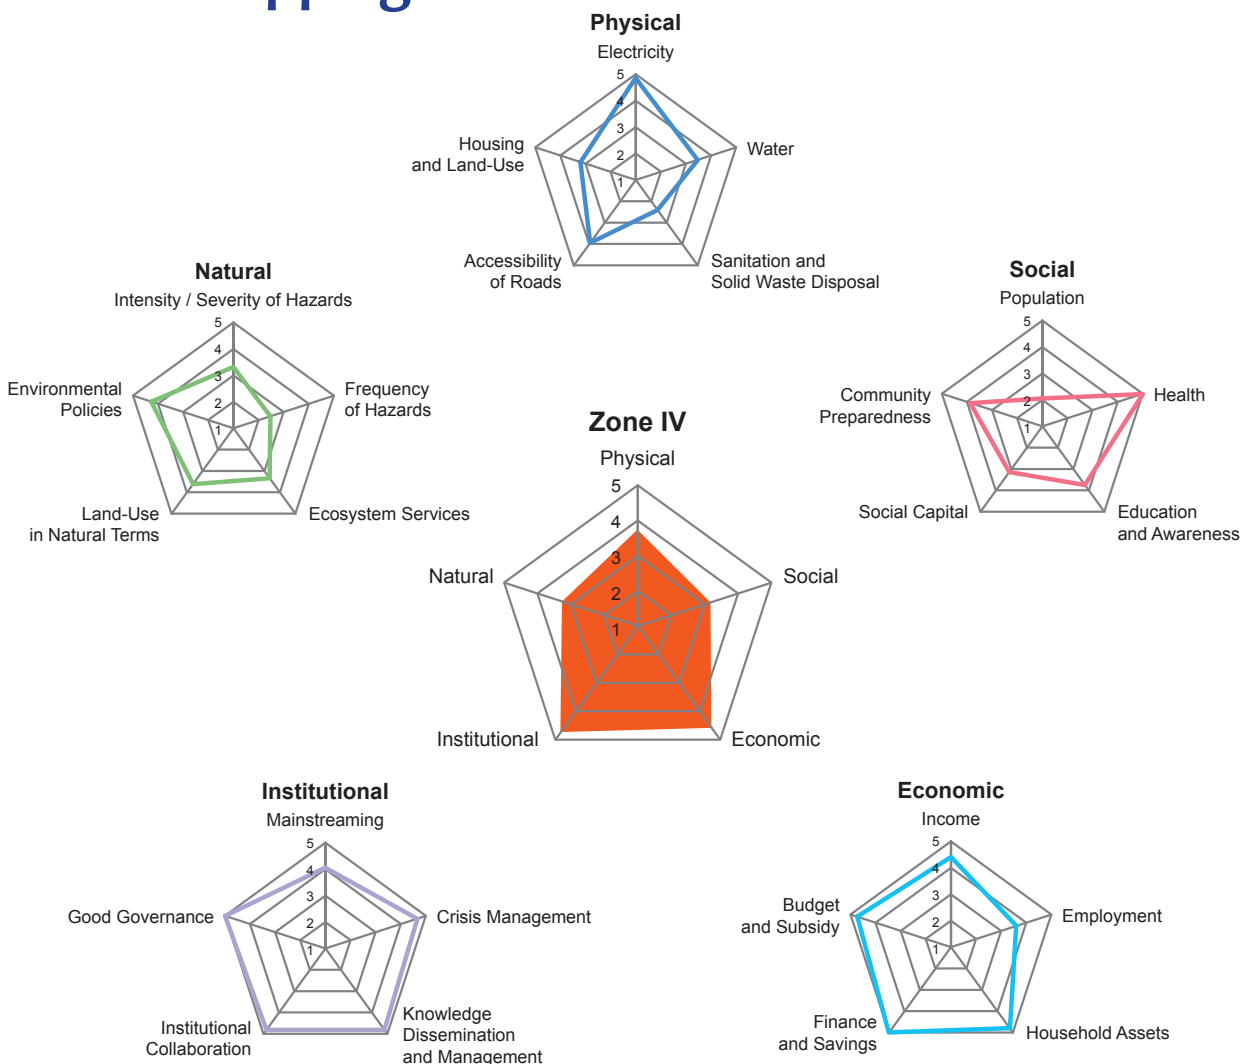 Physical
Electricity
5
4
3
2
1
Housing
and Land-Use
Water
Accessibility
of Roads
Sanitation and
Solid Waste Disposal
Natural
Intensity / Severity of Hazards
5
4
3
2
1
Environmental
Policies
Frequency
of Hazards
Land-Use
in Natural Terms
Ecosystem Services
Social
Population
5
4
3
2
1
Community
Preparedness
Health
Social Capital
Education
and Awareness
Zone IV
Physical
5
4
3
2
1
Natural
Social
Institutional
Economic
Institutional
Mainstreaming
5
4
3
2
1
Good Governance
Crisis Management
Institutional
Collaboration
Knowledge
Dissemination
and Management
Economic
Income
5
4
3
2
1
Budget
and Subsidy
Employment
Finance
and Savings
Household Assets